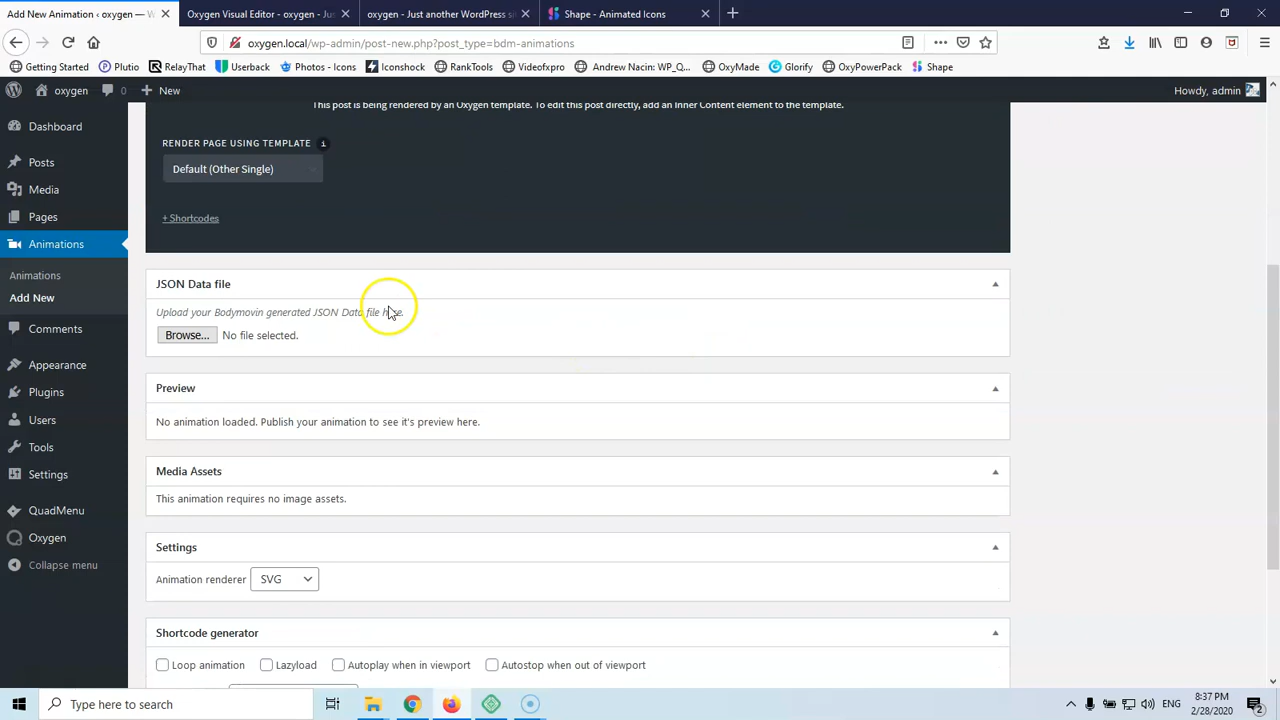 Add New Animation ‹ oxygen — W
Oxygen Visual Editor - oxygen - Jus
oxygen - Just another WordPress si
Shape - Animated Icons
oxygen.local/wp-admin/post-new.php?post_type=bdm-animations
Getting Started
Plutio
RelayThat
Userback
Photos - Icons
Iconshock
RankTools
Videofxpro
Andrew Nacin: WP_Q...
OxyMade
Glorify
OxyPowerPack
Shape
oxygen
0
New
Howdy, admin
This post is being rendered by an Oxygen template. To edit this post directly, add an Inner Content element to the template.
Dashboard
Posts
Media
Pages
Animations
Animations
Add New
Comments
Appearance
Plugins
Users
Tools
Settings
QuadMenu
Oxygen
Collapse menu
RENDER PAGE USING TEMPLATE i
Default (Other Single)
+ Shortcodes
JSON Data file
Upload your Bodymovin generated JSON Data file here.
Browse... No file selected.
Preview
No animation loaded. Publish your animation to see it's preview here.
Media Assets
This animation requires no image assets.
Settings
Animation renderer SVG
Shortcode generator
Loop animation Lazyload Autoplay when in viewport Autostop when out of viewport
Type here to search
8:37 PM
2/28/2020
2